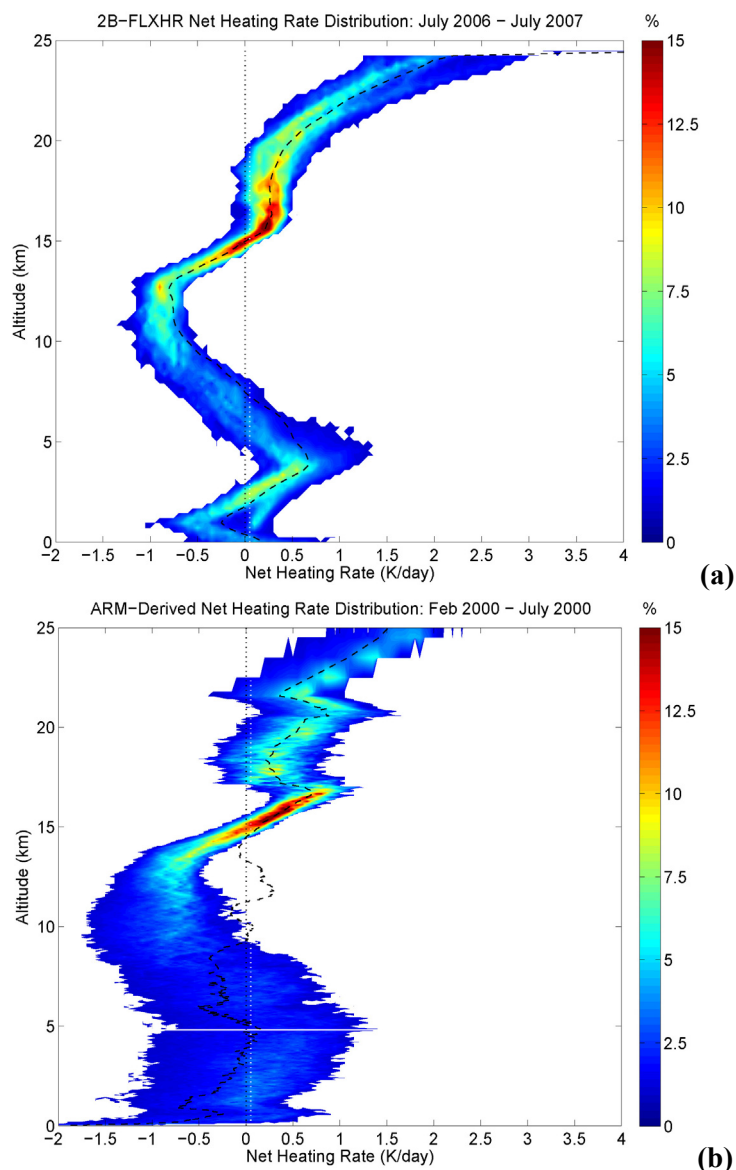 2B−FLXHR Net Heating Rate Distribution: July 2006 − July 2007
%
25
20
15
10
5
0
Altitude (km)
−2 −1.5 −1 −0.5 0 0.5 1 1.5 2 2.5 3 3.5 4
Net Heating Rate (K/day)
15
12.5
10
7.5
5
2.5
0
(a)
ARM−Derived Net Heating Rate Distribution: Feb 2000 − July 2000
%
25
20
15
10
5
0
Altitude (km)
−2 −1.5 −1 −0.5 0 0.5 1 1.5 2 2.5 3 3.5 4
Net Heating Rate (K/day)
15
12.5
10
7.5
5
2.5
0
(b)